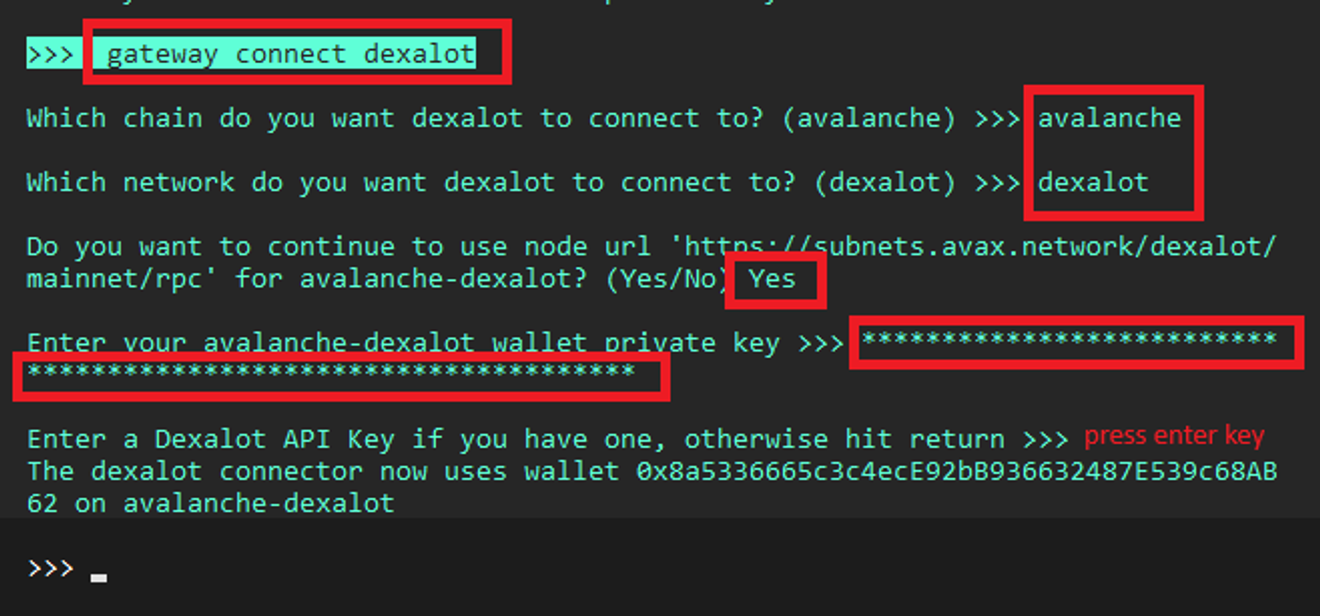 >>> gateway connect dexalot
Which chain do you want dexalot to connect to? (avalanche) >>> avalanche
Which network do you want dexalot to connect to? (dexalot) >>> dexalot
Do you want to continue to use node url 'https://subnets.avax.network/dexalot/
mainnet/rpc' for avalanche-dexalot? (Yes/No) Yes
Enter your avalanche-dexalot wallet private key >>> **************************
**************************************
Enter a Dexalot API Key if you have one, otherwise hit return >>> press enter key
The dexalot connector now uses wallet 0x8a5336665c3c4ecE92bB936632487E539c68AB
62 on avalanche-dexalot
>>> _